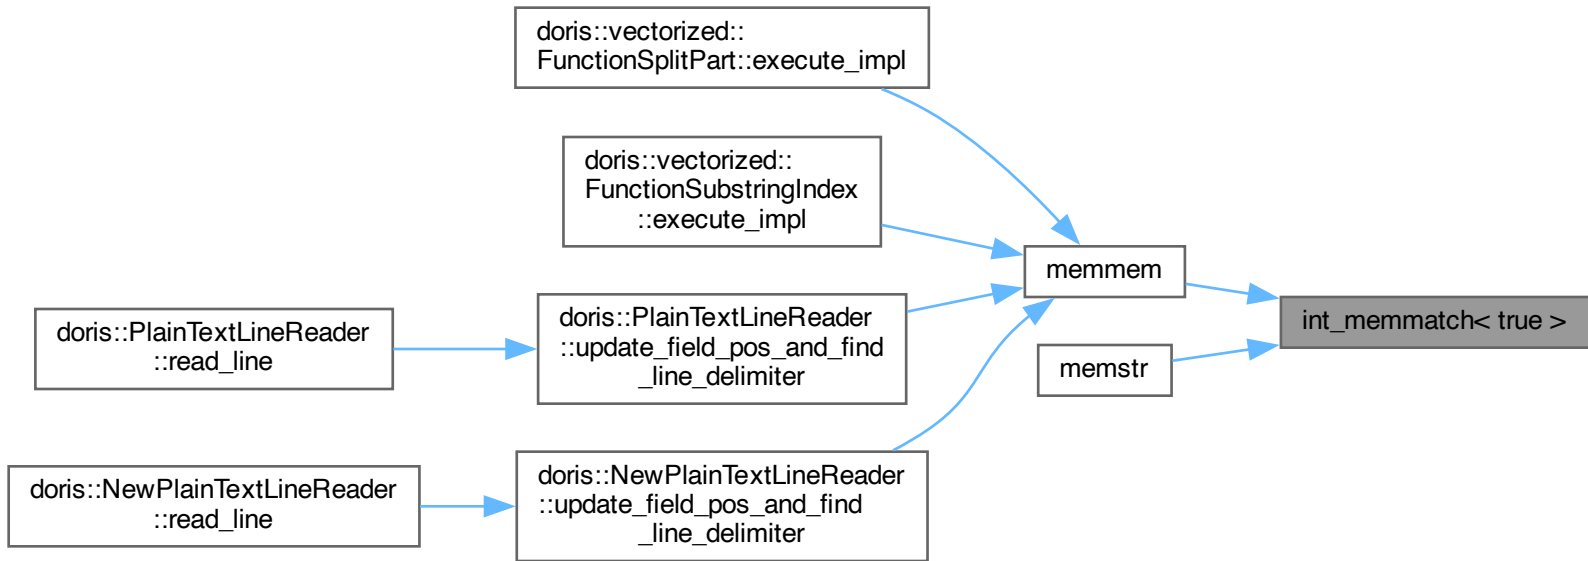 doris::vectorized::
FunctionSplitPart::execute_impl
doris::vectorized::
FunctionSubstringIndex
::execute_impl
memmem
doris::PlainTextLineReader
::update_field_pos_and_find
_line_delimiter
doris::PlainTextLineReader
::read_line
int_memmatch< true >
memstr
doris::NewPlainTextLineReader
::update_field_pos_and_find
_line_delimiter
doris::NewPlainTextLineReader
::read_line